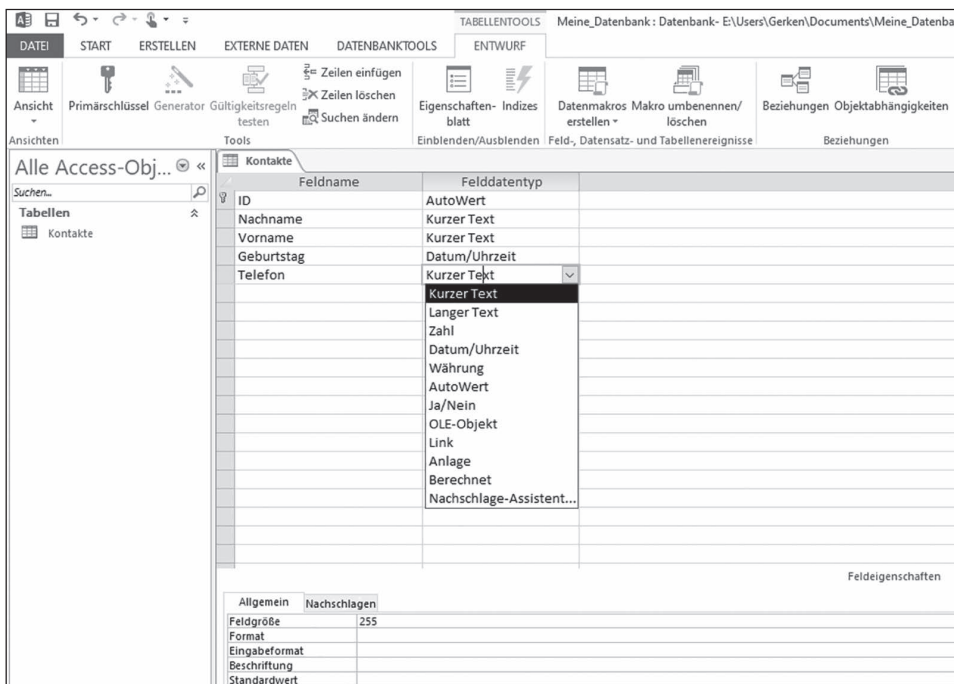 TABELLENTOOLS Meine_Datenbank : Datenbank- E:\Users\Gerken\Documents\Meine_Datenba
DATEI START ERSTELLEN EXTERNE DATEN DATENBANKTOOLS ENTWURF
Zeilen einfügen
Zeilen löschen
Suchen ändern
Ansicht Primärschlüssel Generator Gültigkeitsregeln testen Eigenschaften- blatt Indizes Datenmakros erstellen Makro umbenennen/ löschen Beziehungen Objektabhängigkeiten
Ansichten Tools Einblenden/Ausblenden Feld-, Datensatz- und Tabellenereignisse Beziehungen
Alle Access-Obj... «
Suchen...
Tabellen
Kontakte
Kontakte
Feldname Felddatentyp
ID AutoWert
Nachname Kurzer Text
Vorname Kurzer Text
Geburtstag Datum/Uhrzeit
Telefon Kurzer Text
Kurzer Text
Langer Text
Zahl
Datum/Uhrzeit
Währung
AutoWert
Ja/Nein
OLE-Objekt
Link
Anlage
Berechnet
Nachschlage-Assistent...
Feldeigenschaften
Allgemein Nachschlagen
Feldgröße 255
Format
Eingabeformat
Beschriftung
Standardwert